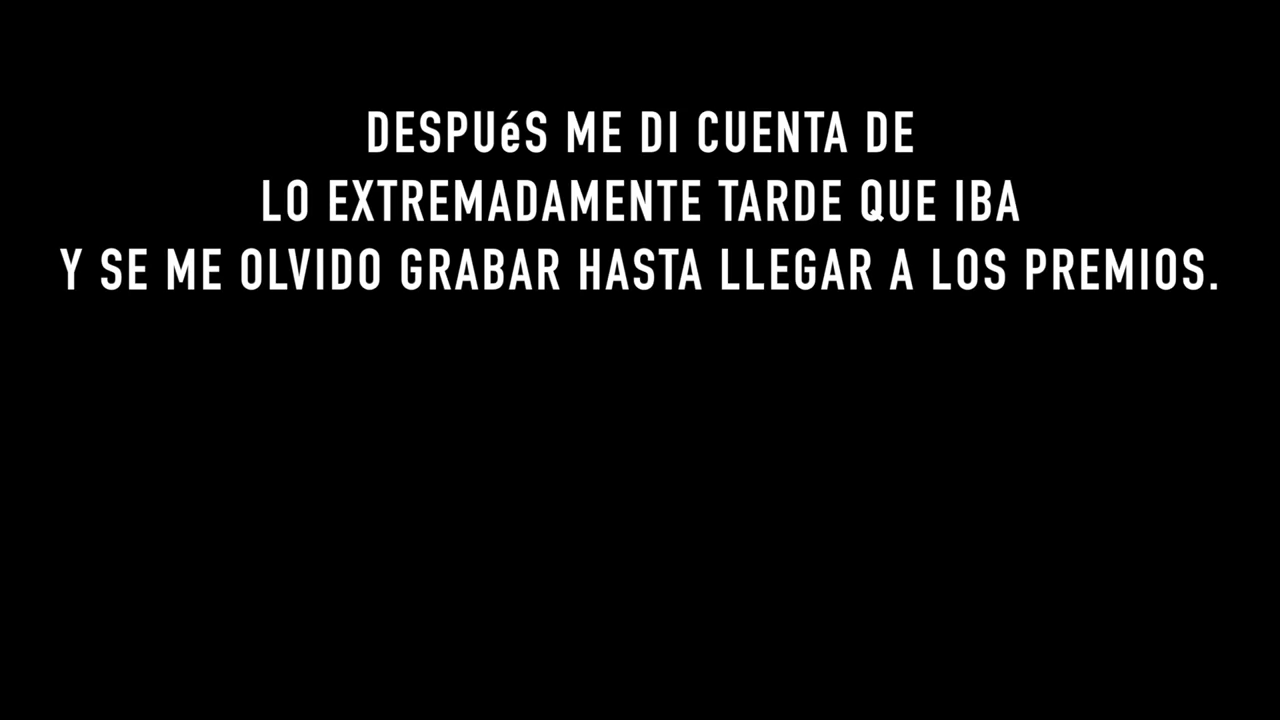 DESPUéS ME DI CUENTA DE
LO EXTREMADAMENTE TARDE QUE IBA
Y SE ME OLVIDO GRABAR HASTA LLEGAR A LOS PREMIOS.